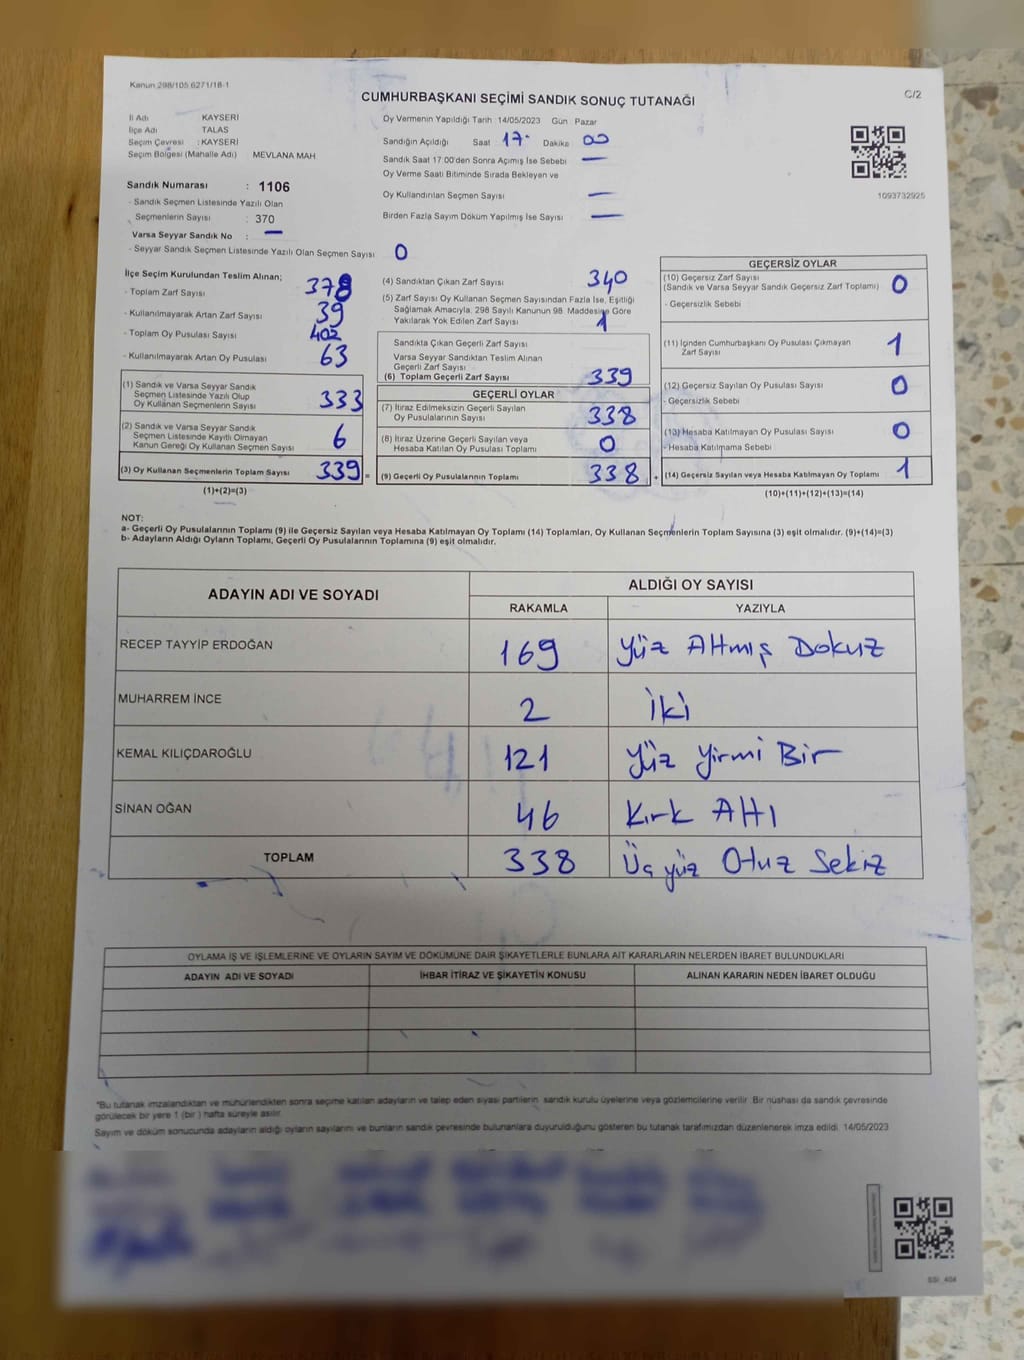 Kanun 298/105 6271/18-1
CUMHURBAŞKANI SEÇİMİ SANDIK SONUÇ TUTANAĞI
C/2
İl Adı KAYSERİ
İlçe Adı TALAS
Seçim Çevresi : KAYSERİ
Seçim Bölgesi (Mahalle Adı) MEVLANA MAH
Sandık Numarası : 1106
- Sandık Seçmen Listesinde Yazılı Olan
Seçmenlerin Sayısı : 370
Varsa Seyyar Sandık No : —
- Seyyar Sandık Seçmen Listesinde Yazılı Olan Seçmen Sayısı 0
Oy Vermenin Yapıldığı Tarih 14/05/2023 Gün Pazar
Sandığın Açıldığı Saat 17. Dakika 00
Sandık Saat 17.00'den Sonra Açımış İse Sebebi —
Oy Verme Saati Bitiminde Sırada Bekleyen ve
Oy Kullandırılan Seçmen Sayısı —
Birden Fazla Sayım Döküm Yapılmış İse Sayısı —
1093732925
İlçe Seçim Kurulundan Teslim Alınan;
- Toplam Zarf Sayısı 378
- Kullanılmayarak Artan Zarf Sayısı 39
- Toplam Oy Pusulası Sayısı 402
- Kullanılmayarak Artan Oy Pusulası 63
(1) Sandık ve Varsa Seyyar Sandık
Seçmen Listesinde Yazılı Olup
Oy Kullanan Seçmenlerin Sayısı 333
(2) Sandık ve Varsa Seyyar Sandık
Seçmen Listesinde Kayıtlı Olmayan
Kanun Gereği Oy Kullanan Seçmen Sayısı 6
(3) Oy Kullanan Seçmenlerin Toplam Sayısı 339 =
(1)+(2)=(3)
(4) Sandıktan Çıkan Zarf Sayısı 340
(5) Zarf Sayısı Oy Kullanan Seçmen Sayısından Fazla İse, Eşitliği
Sağlamak Amacıyla, 298 Sayılı Kanunun 98. Maddesine Göre
Yakılarak Yok Edilen Zarf Sayısı 1
Sandıkla Çıkan Geçerli Zarf Sayısı
Varsa Seyyar Sandıktan Teslim Alınan
Geçerli Zarf Sayısı
(6) Toplam Geçerli Zarf Sayısı 339
GEÇERLİ OYLAR
(7) İtiraz Edilmeksizin Geçerli Sayılan
Oy Pusulalarının Sayısı 338
(8) İtiraz Üzerine Geçerli Sayılan veya
Hesaba Katılan Oy Pusulası Toplamı 0
(9) Geçerli Oy Pusulalarının Toplamı 338 +
GEÇERSİZ OYLAR
(10) Geçersiz Zarf Sayısı
(Sandık ve Varsa Seyyar Sandık Geçersiz Zarf Toplamı) 0
- Geçersizlik Sebebi
(11) İçinden Cumhurbaşkanı Oy Pusulası Çıkmayan
Zarf Sayısı 1
(12) Geçersiz Sayılan Oy Pusulası Sayısı 0
- Geçersizlik Sebebi
(13) Hesaba Katılmayan Oy Pusulası Sayısı 0
- Hesaba Katılmama Sebebi
(14) Geçersiz Sayılan veya Hesaba Katılmayan Oy Toplamı 1
(10)+(11)+(12)+(13)=(14)
NOT:
a- Geçerli Oy Pusulalarının Toplamı (9) ile Geçersiz Sayılan veya Hesaba Katılmayan Oy Toplamı (14) Toplamları, Oy Kullanan Seçmenlerin Toplam Sayısına (3) eşit olmalıdır. (9)+(14)=(3)
b- Adayların Aldığı Oyların Toplamı, Geçerli Oy Pusulalarının Toplamına (9) eşit olmalıdır.
ADAYIN ADI VE SOYADI
ALDIĞI OY SAYISI
RAKAMLA YAZIYLA
RECEP TAYYİP ERDOĞAN 169 Yüz Altmış Dokuz
MUHARREM İNCE 2 İki
KEMAL KILIÇDAROĞLU 121 Yüz Yirmi Bir
SİNAN OĞAN 46 Kırk Altı
TOPLAM 338 Üç yüz Otuz Sekiz
OYLAMA İŞ VE İŞLEMLERİNE VE OYLARIN SAYIM VE DÖKÜMÜNE DAİR ŞİKAYETLERLE BUNLARA AİT KARARLARIN NELERDEN İBARET BULUNDUKLARI
ADAYIN ADI VE SOYADI İHBAR İTİRAZ VE ŞİKAYETİN KONUSU ALINAN KARARIN NEDEN İBARET OLDUĞU
*Bu tutanak imzalandıktan ve mühürlendikten sonra seçime katılan adayların ve talep eden siyasi partilerin sandık kurulu üyelerine veya gözlemcilerine verilir. Bir nüshası da sandık çevresinde
görülecek bir yere 1 (bir ) hafta süreyle asılır.
Sayım ve döküm sonucunda adayların aldığı oyların sayılarını ve bunların sandık çevresinde bulunanlara duyurulduğunu gösteren bu tutanak tarafımızdan düzenlenerek imza edildi. 14/05/2023
SSI_404